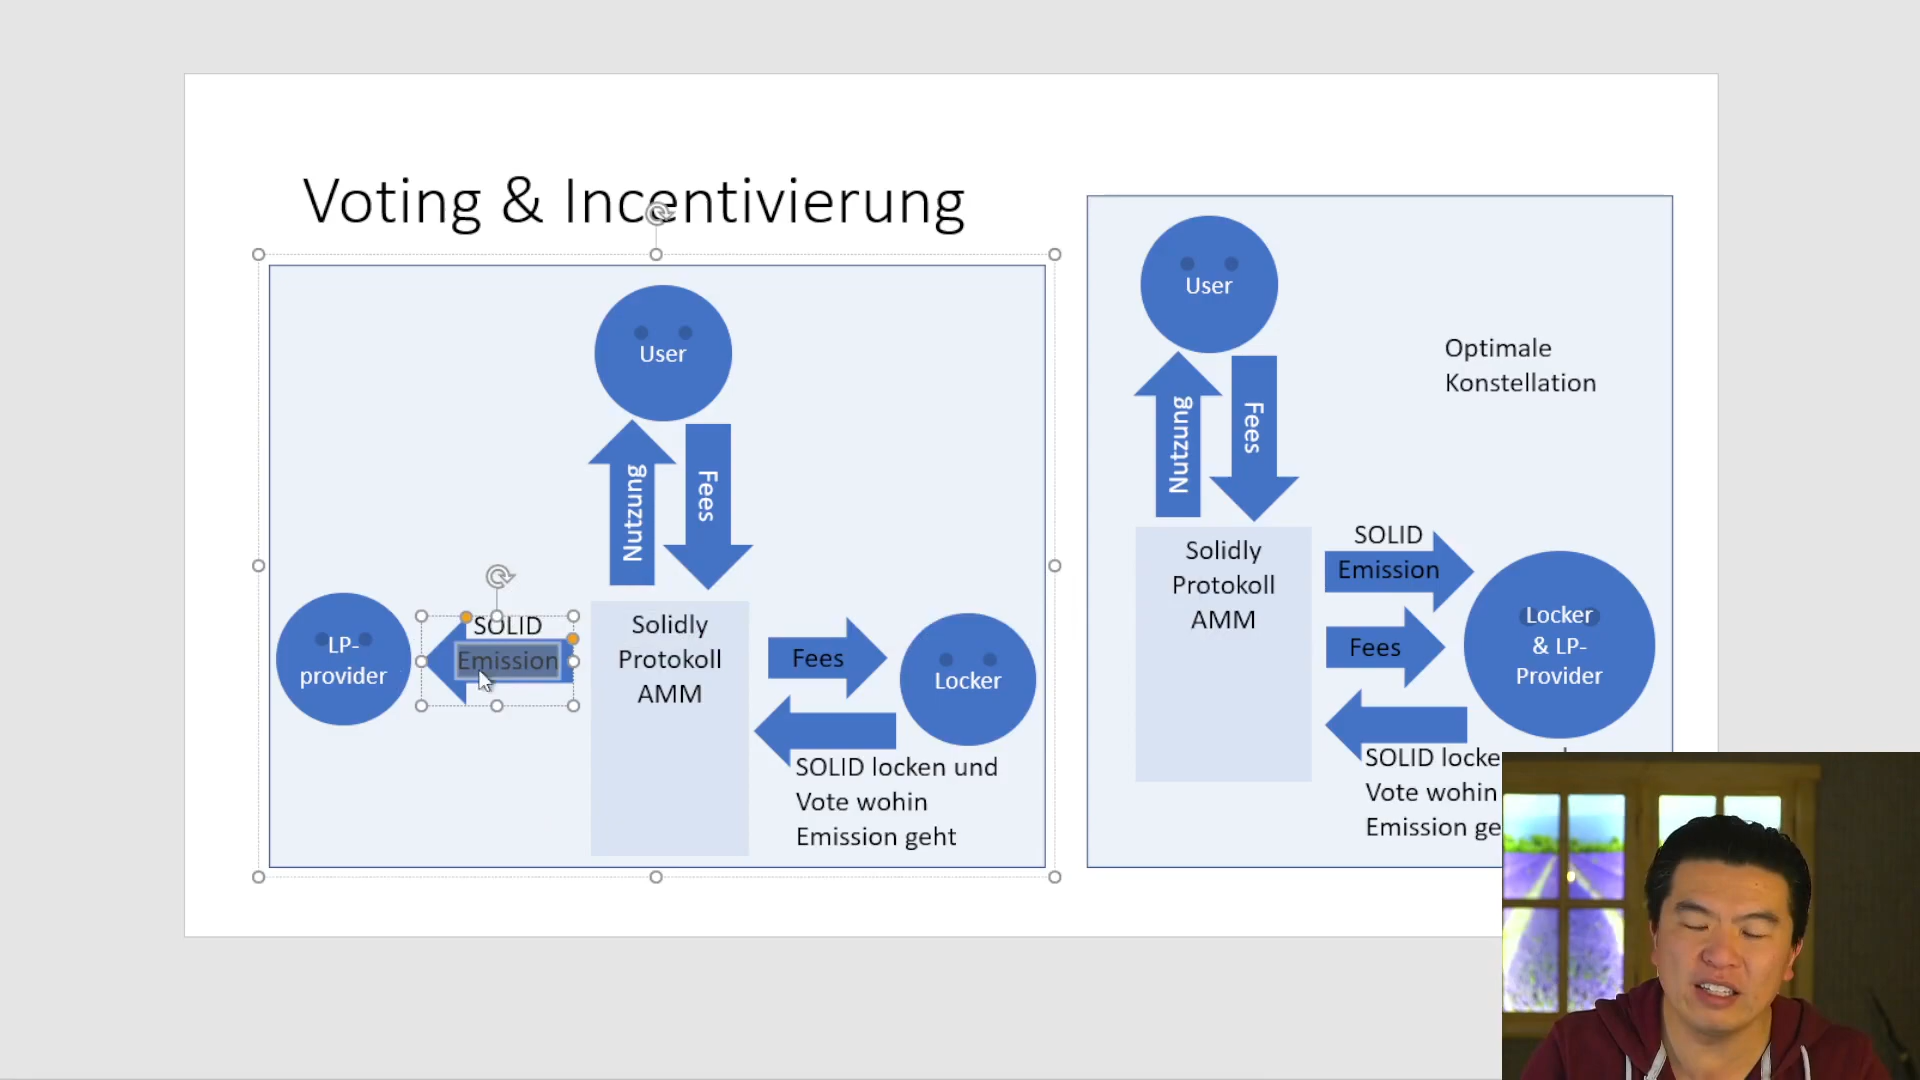 Voting & Incentivierung
User
Nutzung
Fees
LP-
provider
SOLID
Emission
Solidly
Protokoll
AMM
Fees
Locker
SOLID locken und
Vote wohin
Emission geht
User
Optimale
Konstellation
Nutzung
Fees
Solidly
Protokoll
AMM
SOLID
Emission
Fees
Locker
& LP-
Provider
SOLID locke
Vote wohin
Emission ge